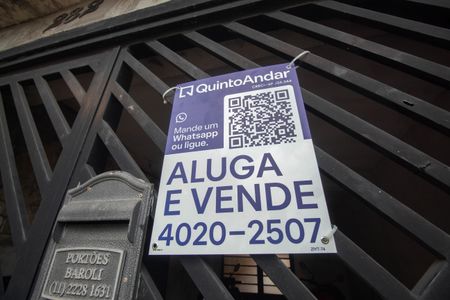 QuintoAndar
Mande um
Whatsapp
ou ligue.
ALUGA
E VENDE
4020-2507
PORTÕES
BAROLI
(11) 2228 1631